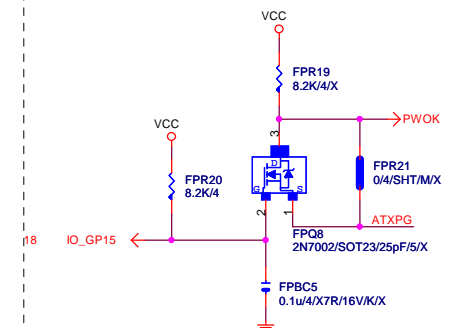 VCC
FPR19
8.2K/4/X
PWOK
VCC
3
D
FPR20
8.2K/4
FPR21
0/4/SHT/M/X
G
S
2
1
ATXPG
FPQ8
2N7002/SOT23/25pF/5/X
18
IO_GP15
FPBC5
0.1u/4/X7R/16V/K/X